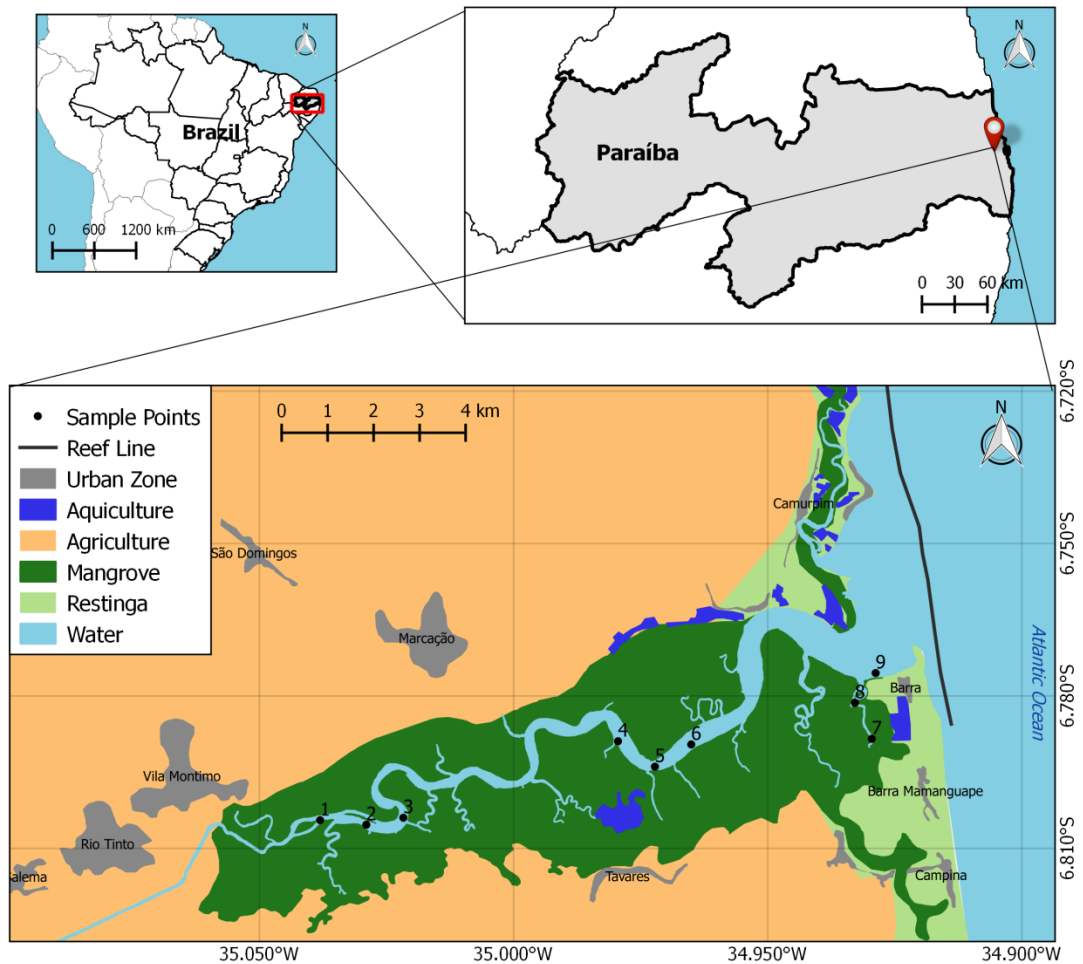 N
Brazil
0 600 1200 km
N
Paraíba
0 30 60 km
Sample Points
Reef Line
Urban Zone
Aquiculture
Agriculture
Mangrove
Restinga
Water
0 1 2 3 4 km
N
6.720°S
6.750°S
6.780°S
6.810°S
Camurpim
São Domingos
Marcação
Atlantic Ocean
9
8
Barra
7
4
6
5
Vila Montimo
Barra Mamanguape
1
2
3
Rio Tinto
alema
Tavares
Campina
35.050°W
35.000°W
34.950°W
34.900°W